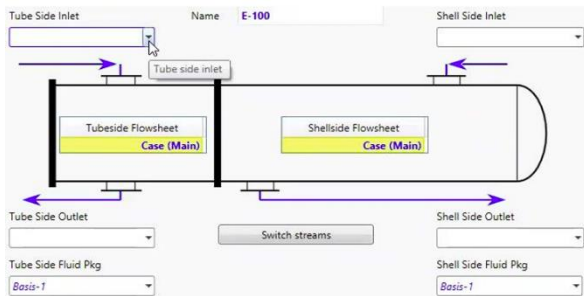 Tube Side Inlet
Name
E-100
Shell Side Inlet
Tube side inlet
Tubeside Flowsheet
Case (Main)
Shellside Flowsheet
Case (Main)
Tube Side Outlet
Shell Side Outlet
Switch streams
Tube Side Fluid Pkg
Shell Side Fluid Pkg
Basis-1
Basis-1